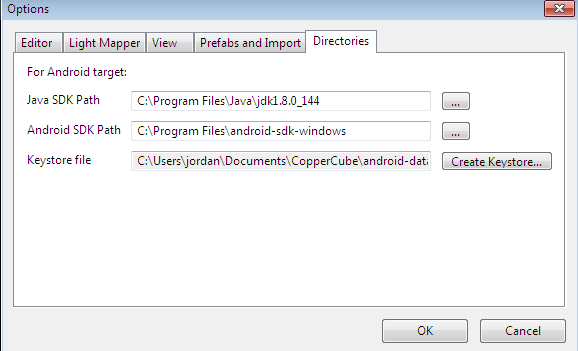 Options
Editor Light Mapper View Prefabs and Import Directories
For Android target:
Java SDK Path C:\Program Files\Java\jdk1.8.0_144 ...
Android SDK Path C:\Program Files\android-sdk-windows ...
Keystore file C:\Users\jordan\Documents\CopperCube\android-data Create Keystore...
OK Cancel